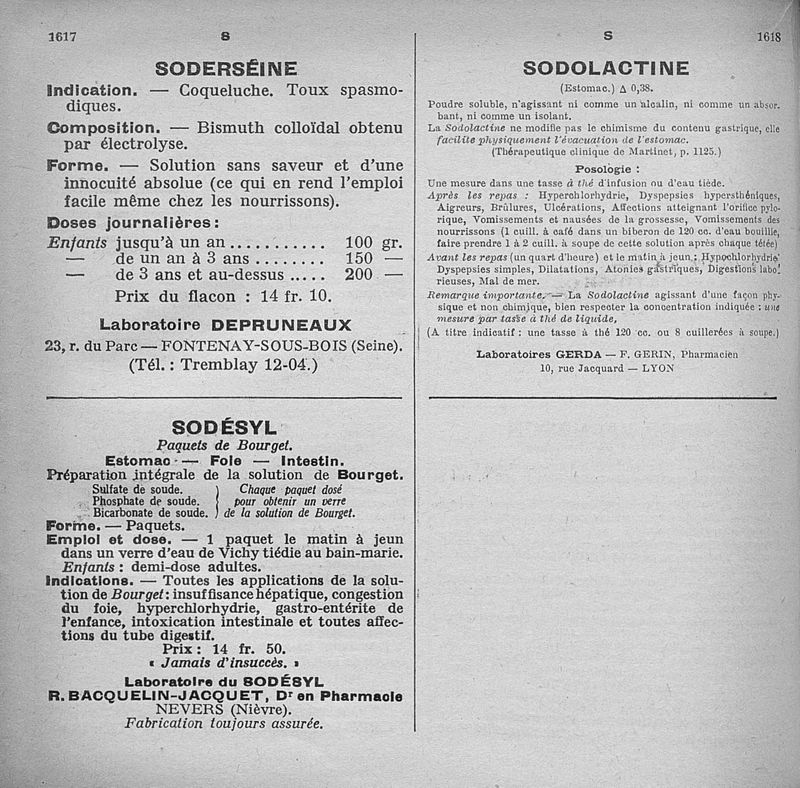 1617
S
SODERSÉINE
Indication. — Coqueluche. Toux spasmo-
diques.
Composition. — Bismuth colloïdal obtenu
par électrolyse.
Forme. — Solution sans saveur et d'une
innocuité absolue (ce qui en rend l'emploi
facile même chez les nourrissons).
Doses journalières :
Enfants jusqu'à un an ........... 100 gr.
— de un an à 3 ans ........ 150 —
— de 3 ans et au-dessus ..... 200 —
Prix du flacon : 14 fr. 10.
Laboratoire DEPRUNEAUX
23, r. du Parc — FONTENAY-SOUS-BOIS (Seine).
(Tél. : Tremblay 12-04.)
SODÉSYL
Paquets de Bourget.
Estomac — Foie — Intestin.
Préparation intégrale de la solution de Bourget.
Sulfate de soude. ) Chaque paquet dosé
Phosphate de soude. } pour obtenir un verre
Bicarbonate de soude. ) de la solution de Bourget.
Forme. — Paquets.
Emploi et dose. — 1 paquet le matin à jeun
dans un verre d'eau de Vichy tiédie au bain-marie.
Enfants : demi-dose adultes.
Indications. — Toutes les applications de la solu-
tion de Bourget : insuffisance hépatique, congestion
du foie, hyperchlorhydrie, gastro-entérite de
l'enfance, intoxication intestinale et toutes affec-
tions du tube digestif.
Prix : 14 fr. 50.
« Jamais d'insuccès. »
Laboratoire du SODÉSYL
R. BACQUELIN-JACQUET, Dr en Pharmacie
NEVERS (Nièvre).
Fabrication toujours assurée.
S
1618
SODOLACTINE
(Estomac.) Δ 0,38.
Poudre soluble, n'agissant ni comme un alcalin, ni comme un absor-
bant, ni comme un isolant.
La Sodolactine ne modifie pas le chimisme du contenu gastrique, elle
facilite physiquement l'évacuation de l'estomac.
(Thérapeutique clinique de Martinet, p. 1125.)
Posologie :
Une mesure dans une tasse à thé d'infusion ou d'eau tiède.
Après les repas : Hyperchlorhydrie, Dyspepsies hypersthéniques,
Aigreurs, Brûlures, Ulcérations, Affections atteignant l'orifice pylo-
rique, Vomissements et nausées de la grossesse, Vomissements des
nourrissons (1 cuill. à café dans un biberon de 120 cc. d'eau bouillie,
faire prendre 1 à 2 cuill. à soupe de cette solution après chaque tétée)
Avant les repas (un quart d'heure) et le matin à jeun : Hypochlorhydrie
Dyspepsies simples, Dilatations, Atonies gastriques, Digestions labo-
rieuses, Mal de mer.
Remarque importante. — La Sodolactine agissant d'une façon phy-
sique et non chimique, bien respecter la concentration indiquée : une
mesure par tasse à thé de liquide.
(A titre indicatif : une tasse à thé 120 cc. ou 8 cuillerées à soupe.)
Laboratoires GERDA — F. GERIN, Pharmacien
10, rue Jacquard — LYON